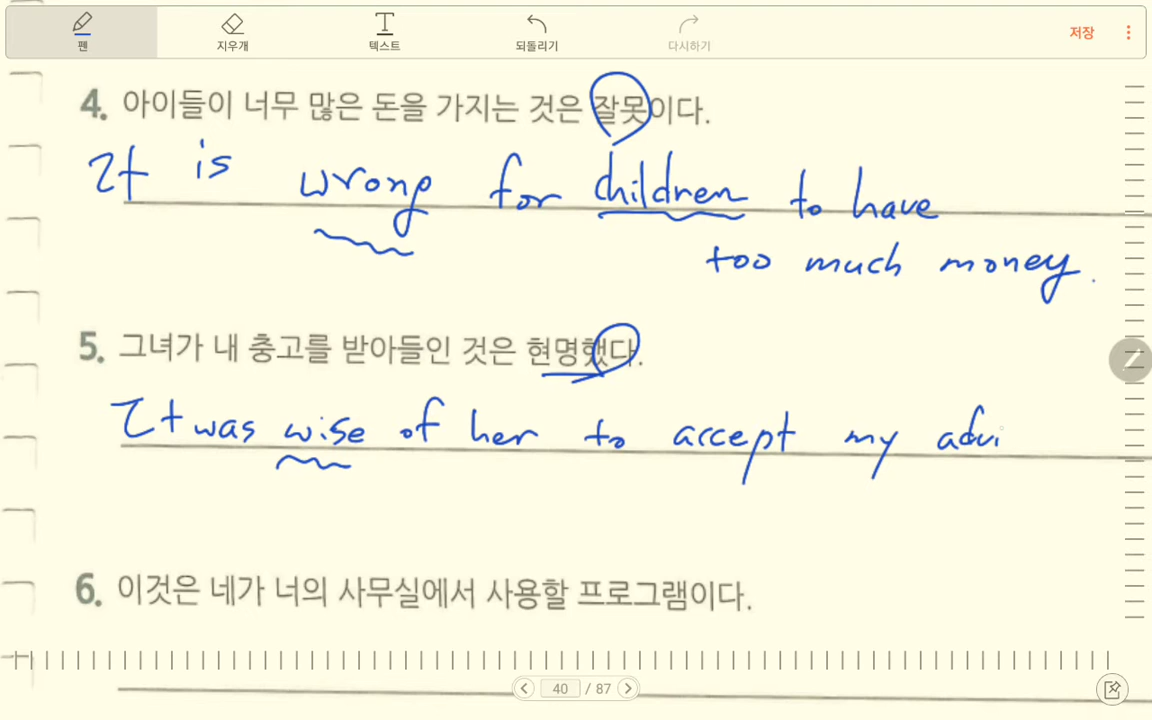 펜 지우개 텍스트 되돌리기 다시하기 저장
4. 아이들이 너무 많은 돈을 가지는 것은 잘못이다.
It is wrong for children to have
too much money.
5. 그녀가 내 충고를 받아들인 것은 현명했다.
It was wise of her to accept my advi
6. 이것은 네가 너의 사무실에서 사용할 프로그램이다.
40 / 87